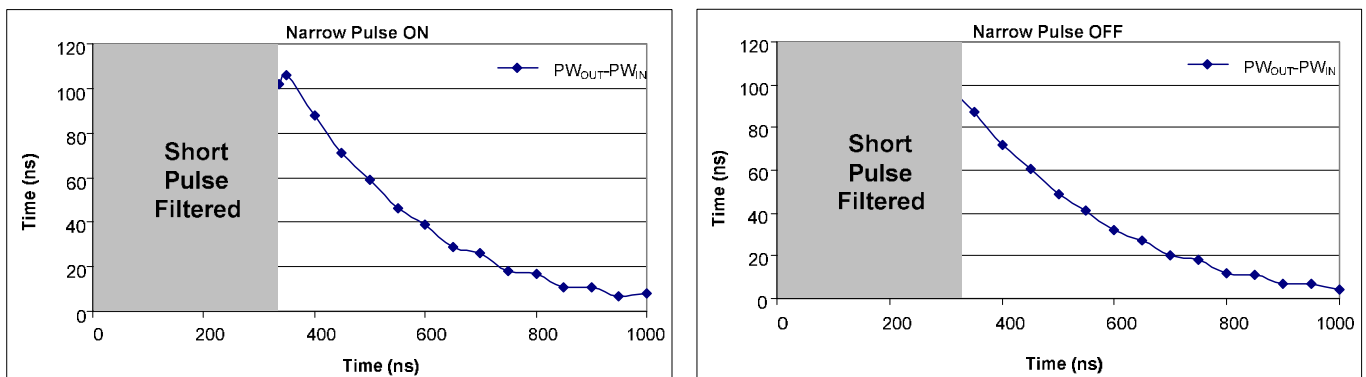 Narrow Pulse ON
120
100
80
60
40
20
0
Time (ns)
PWOUT-PWIN
Short
Pulse
Filtered
0 200 400 600 800 1000
Time (ns)
Narrow Pulse OFF
120
100
80
60
40
20
0
Time (ns)
PWOUT-PWIN
Short
Pulse
Filtered
0 200 400 600 800 1000
Time (ns)